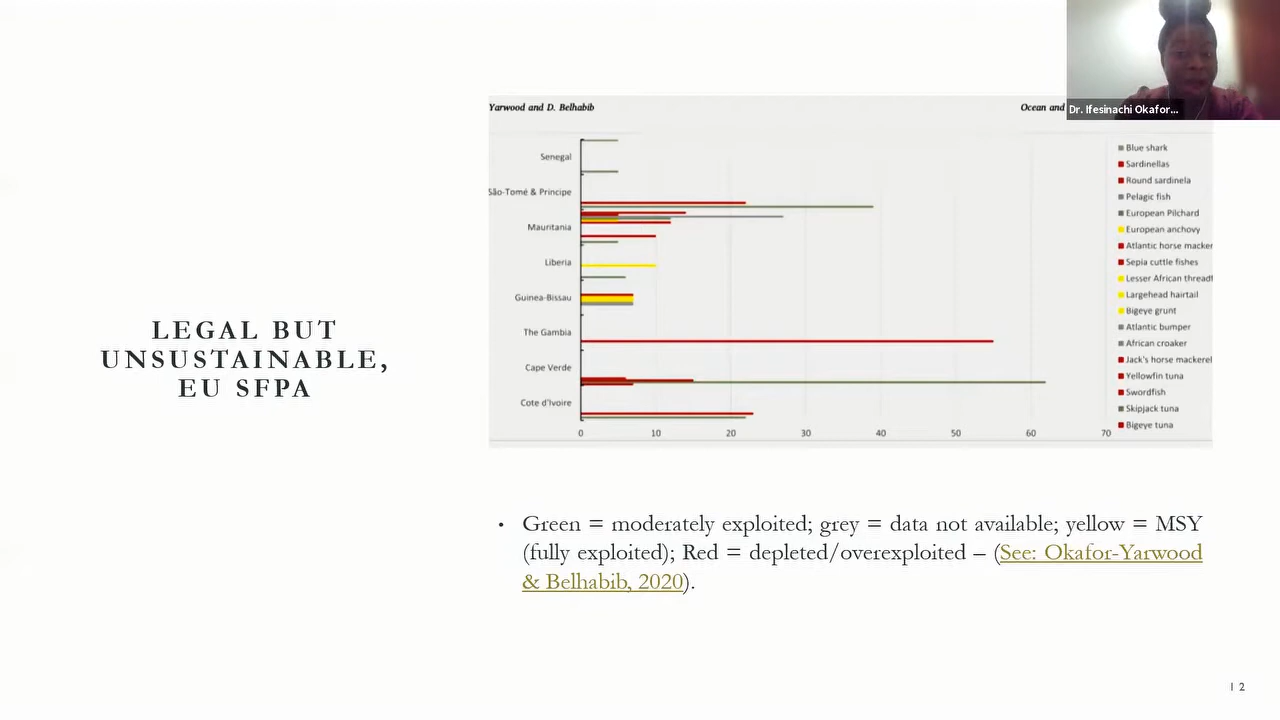 Dr. Ifesinachi Okafor...
LEGAL BUT
UNSUSTAINABLE,
EU SFPA
Yarwood and D. Belhabib
Ocean and
Senegal
São-Tomé & Principe
Mauritania
Liberia
Guinea-Bissau
The Gambia
Cape Verde
Cote d'Ivoire
0 10 20 30 40 50 60 70
Blue shark
Sardinellas
Round sardinela
Pelagic fish
European Pilchard
European anchovy
Atlantic horse macker
Sepia cuttle fishes
Lesser African threadf
Largehead hairtail
Bigeye grunt
Atlantic bumper
African croaker
Jack's horse mackerel
Yellowfin tuna
Swordfish
Skipjack tuna
Bigeye tuna
• Green = moderately exploited; grey = data not available; yellow = MSY
(fully exploited); Red = depleted/overexploited – (See: Okafor-Yarwood
& Belhabib, 2020).
12